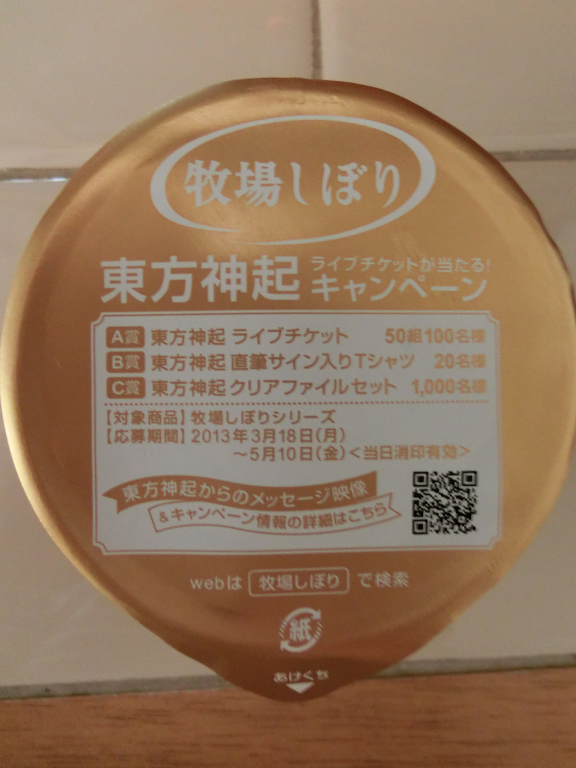 牧場しぼり
東方神起 ライブチケットが当たる!
キャンペーン
A賞 東方神起 ライブチケット 50組100名様
B賞 東方神起 直筆サイン入りTシャツ 20名様
C賞 東方神起 クリアファイルセット 1,000名様
【対象商品】牧場しぼりシリーズ
【応募期間】2013年3月18日(月)
～5月10日(金)<当日消印有効>
東方神起からのメッセージ映像
&キャンペーン情報の詳細はこちら
webは 牧場しぼり で検索
紙
あけくち